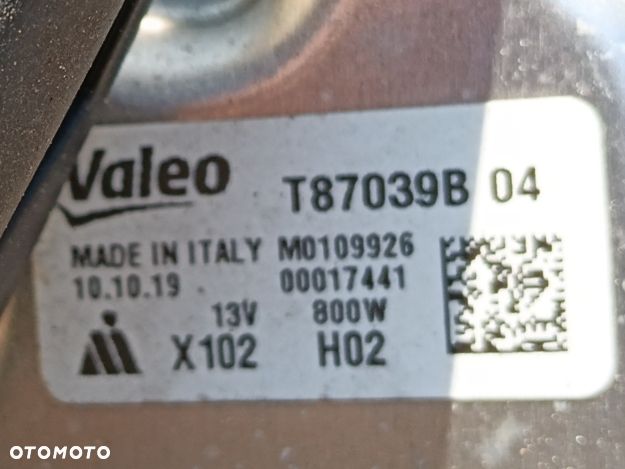 Valeo T87039B 04
MADE IN ITALY M0109926
10.10.19 00017441
13V 800W
X102 H02
OTOMOTO